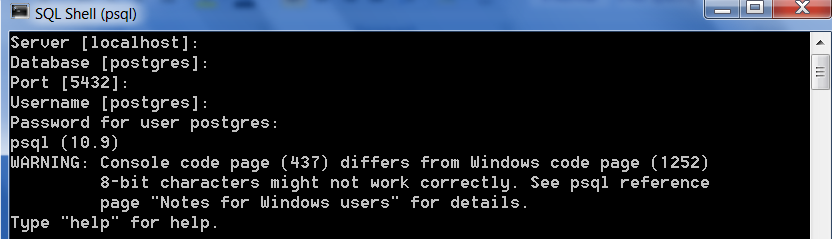 SQL Shell (psql)
Server [localhost]:
Database [postgres]:
Port [5432]:
Username [postgres]:
Password for user postgres:
psql (10.9)
WARNING: Console code page (437) differs from Windows code page (1252)
         8-bit characters might not work correctly. See psql reference
         page "Notes for Windows users" for details.
Type "help" for help.